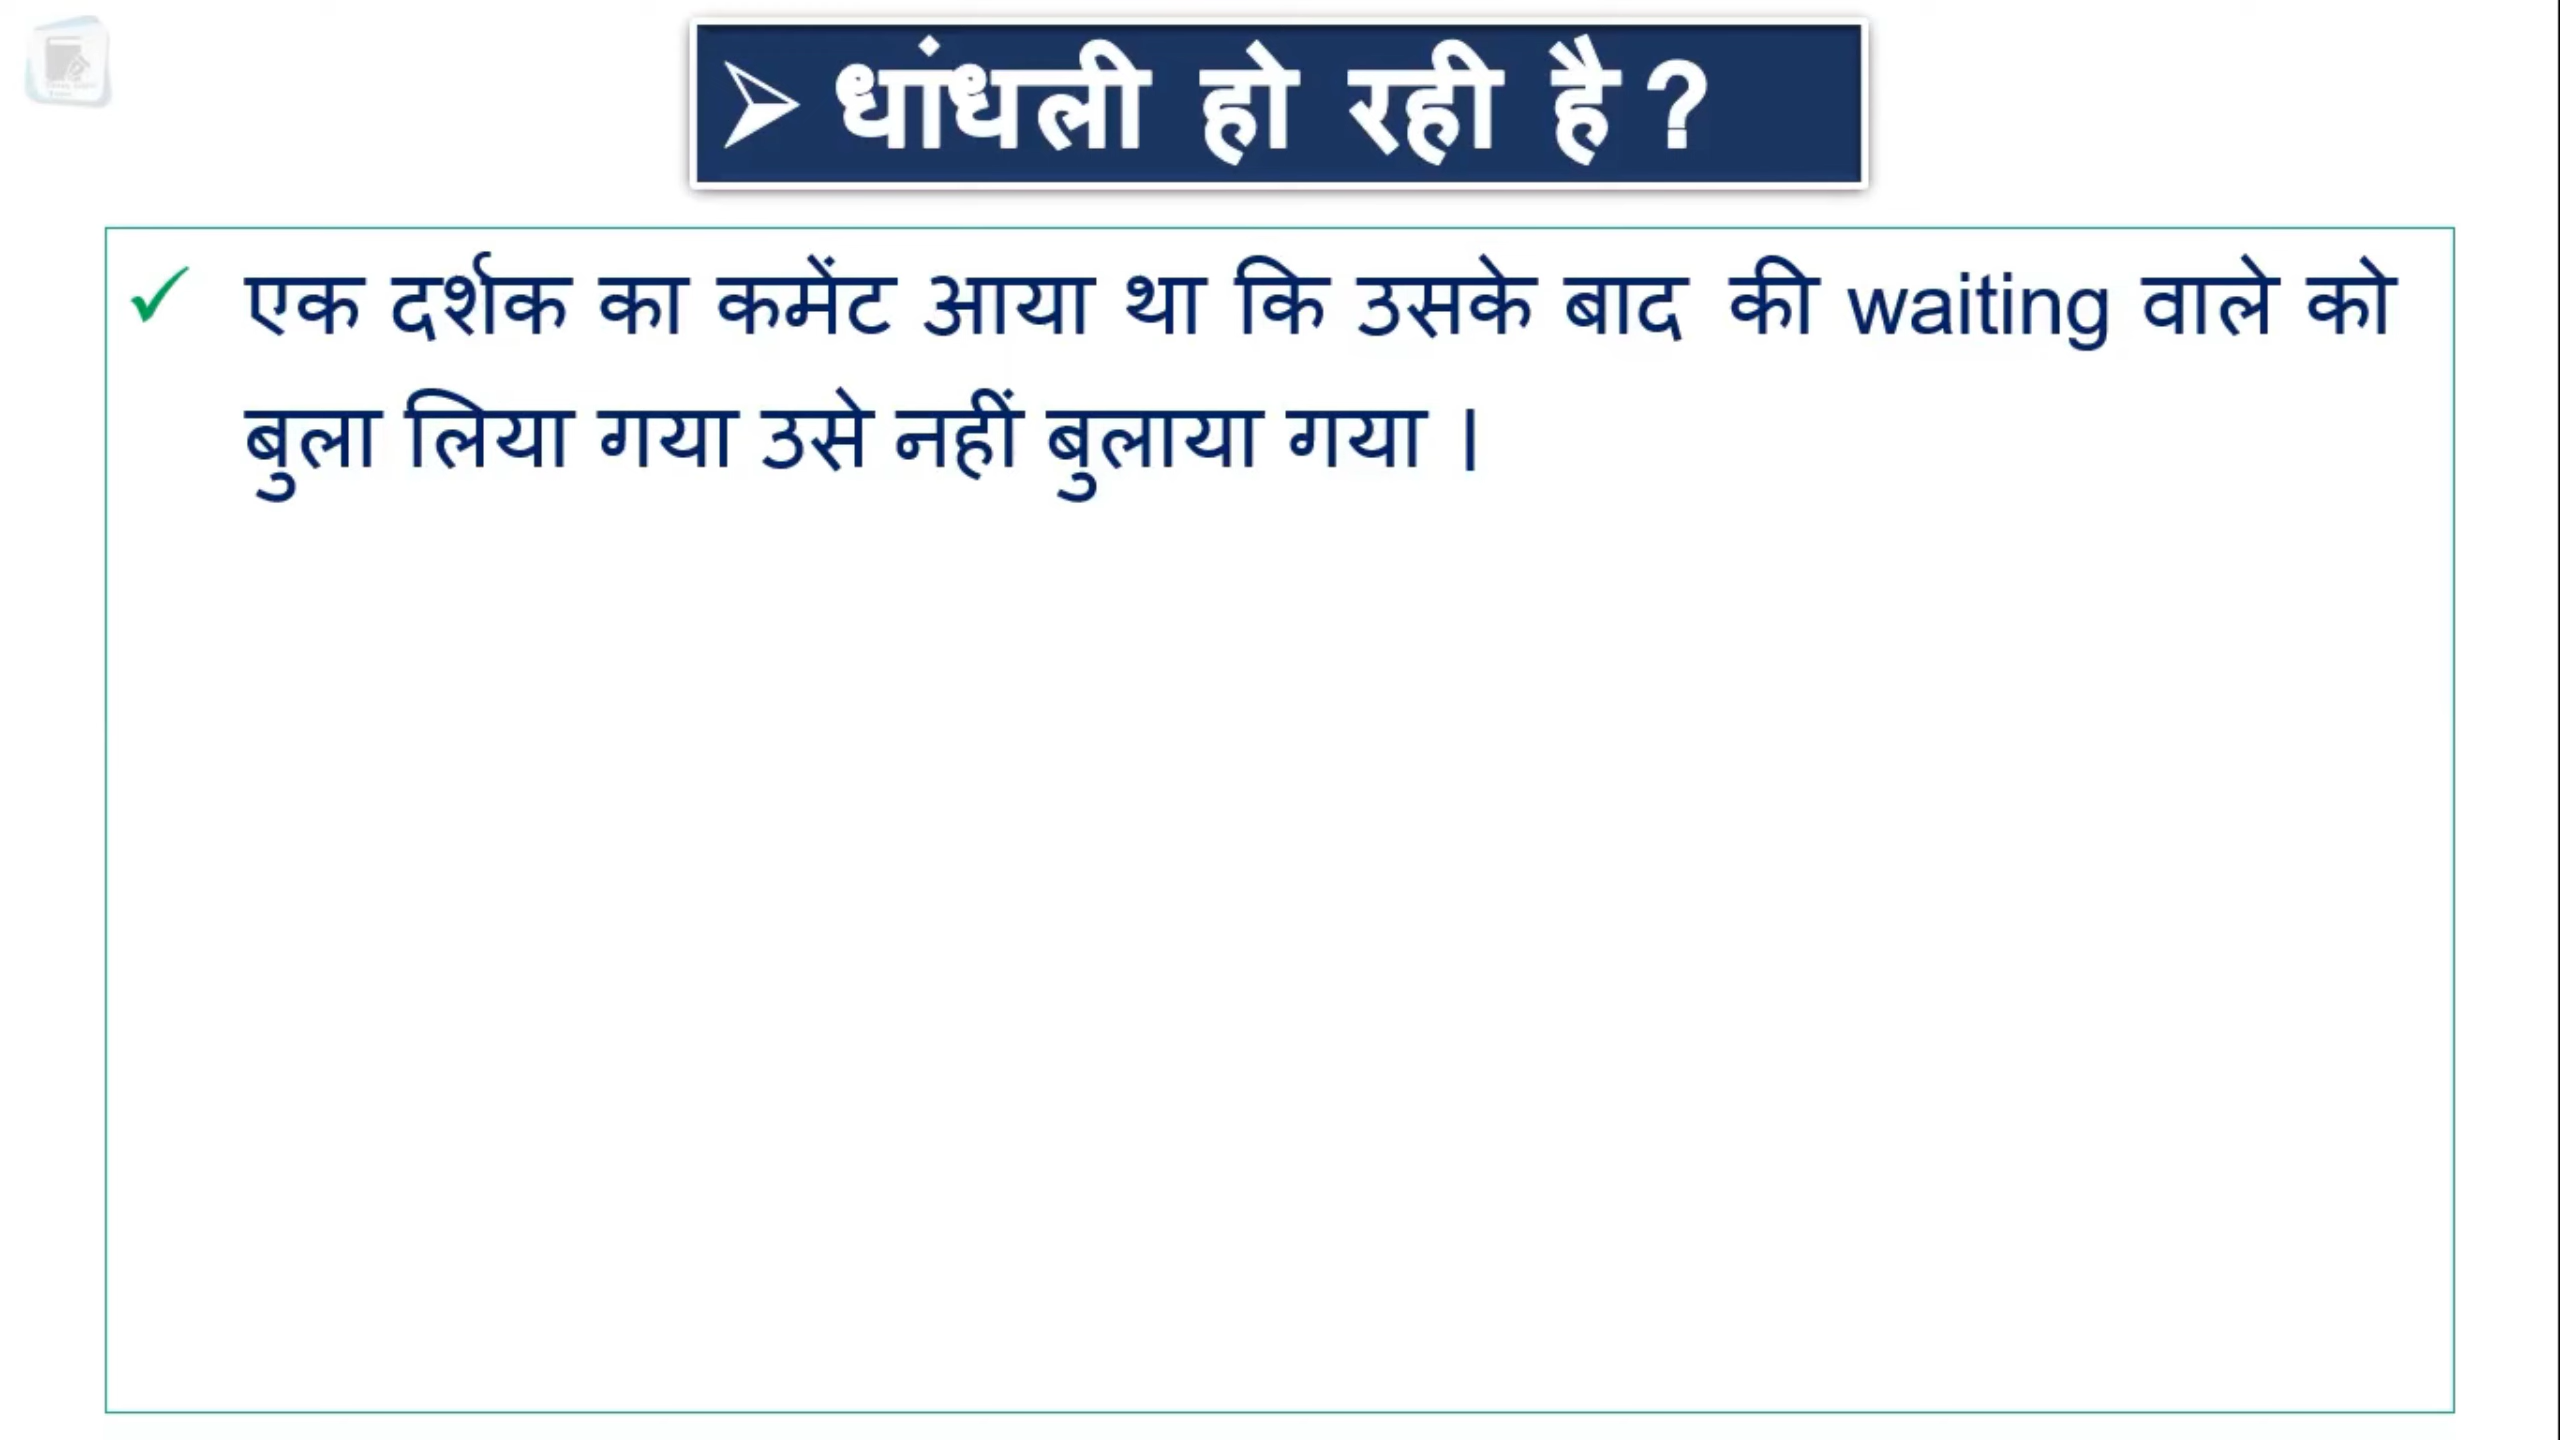 धांधली हो रही है ?
एक दर्शक का कमेंट आया था कि उसके बाद की waiting वाले को
बुला लिया गया उसे नहीं बुलाया गया ।